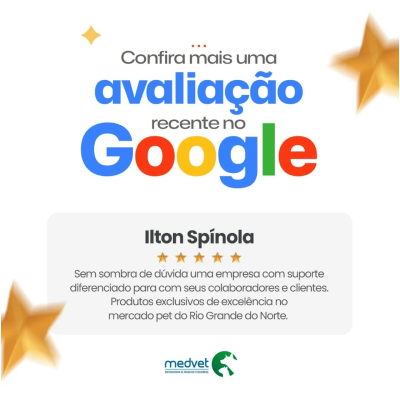 Confira mais uma
avaliação
recente no
Google
Ilton Spínola
Sem sombra de dúvida uma empresa com suporte
diferenciado para com seus colaboradores e clientes.
Produtos exclusivos de excelência no
mercado pet do Rio Grande do Norte.
medvet